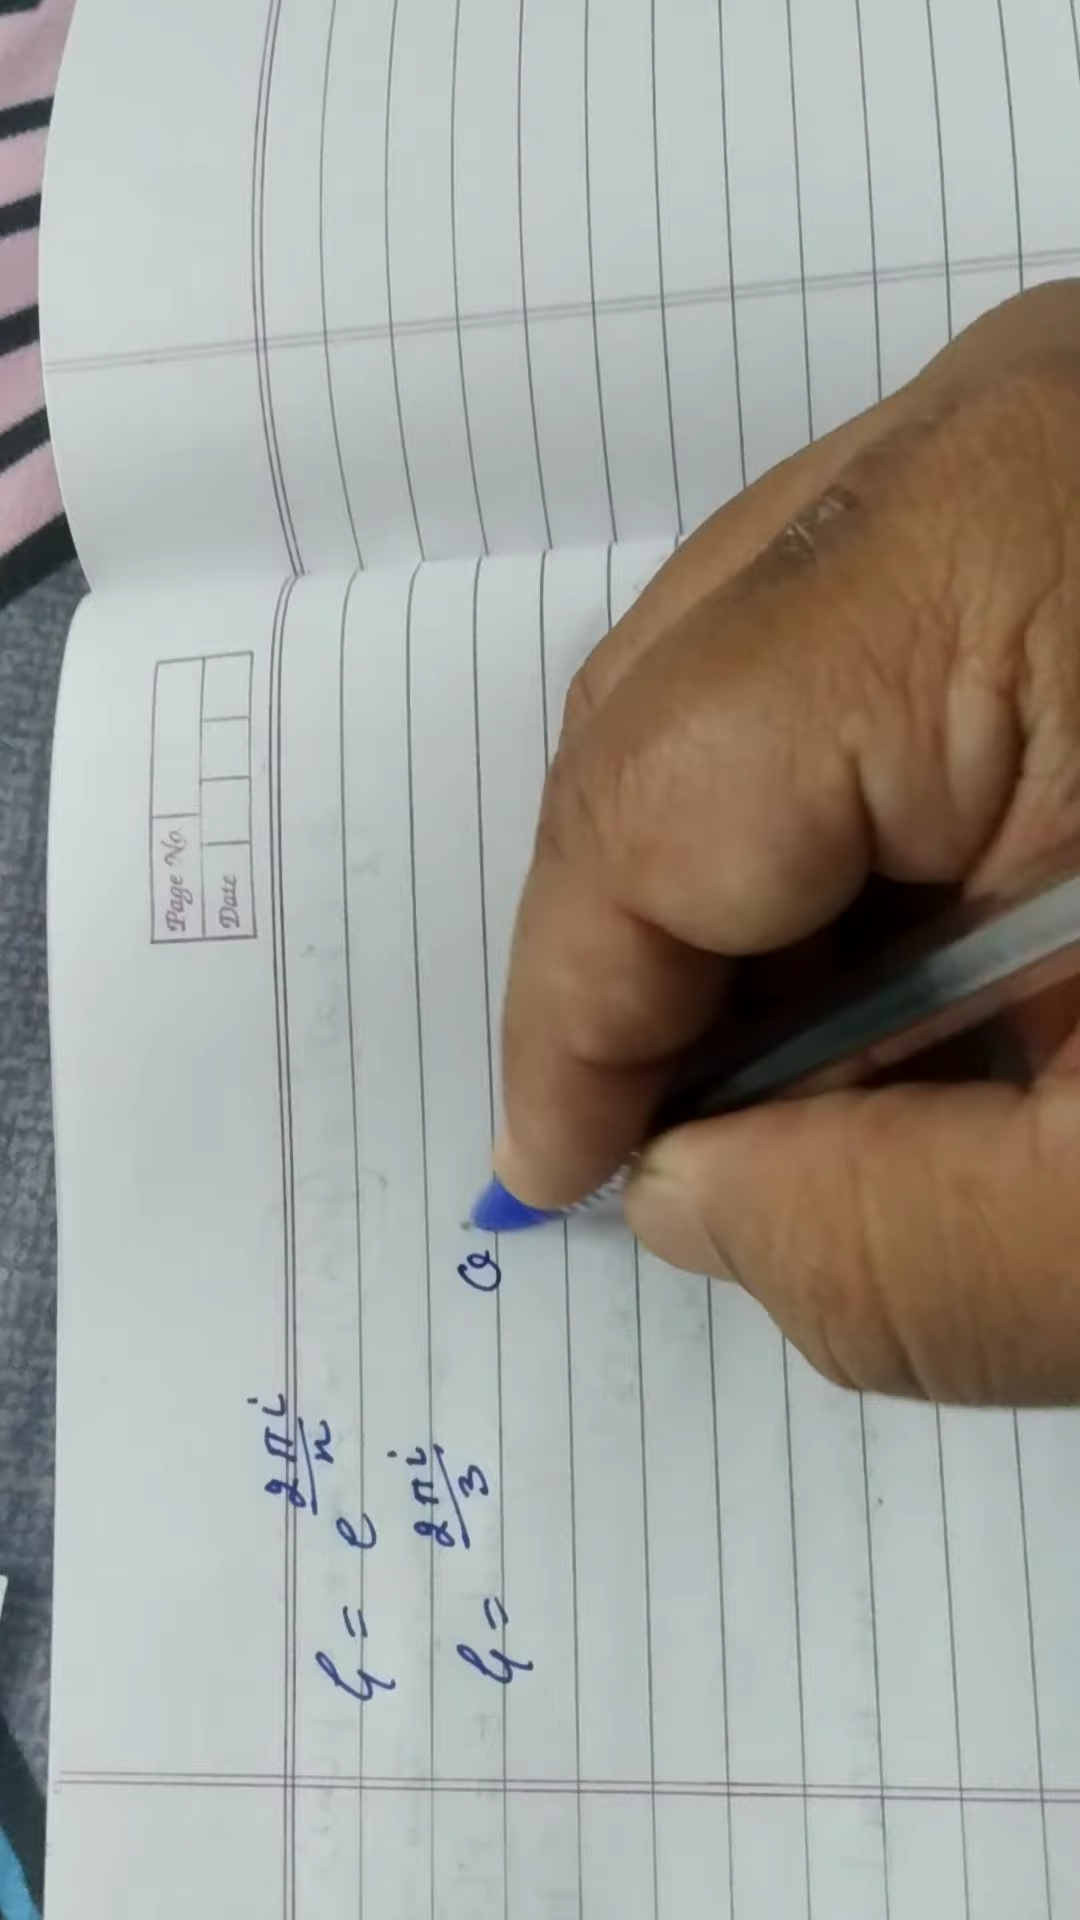 Page No.
Date
ζ = e^(2πi/n)
ζ = 2πi/3 Q